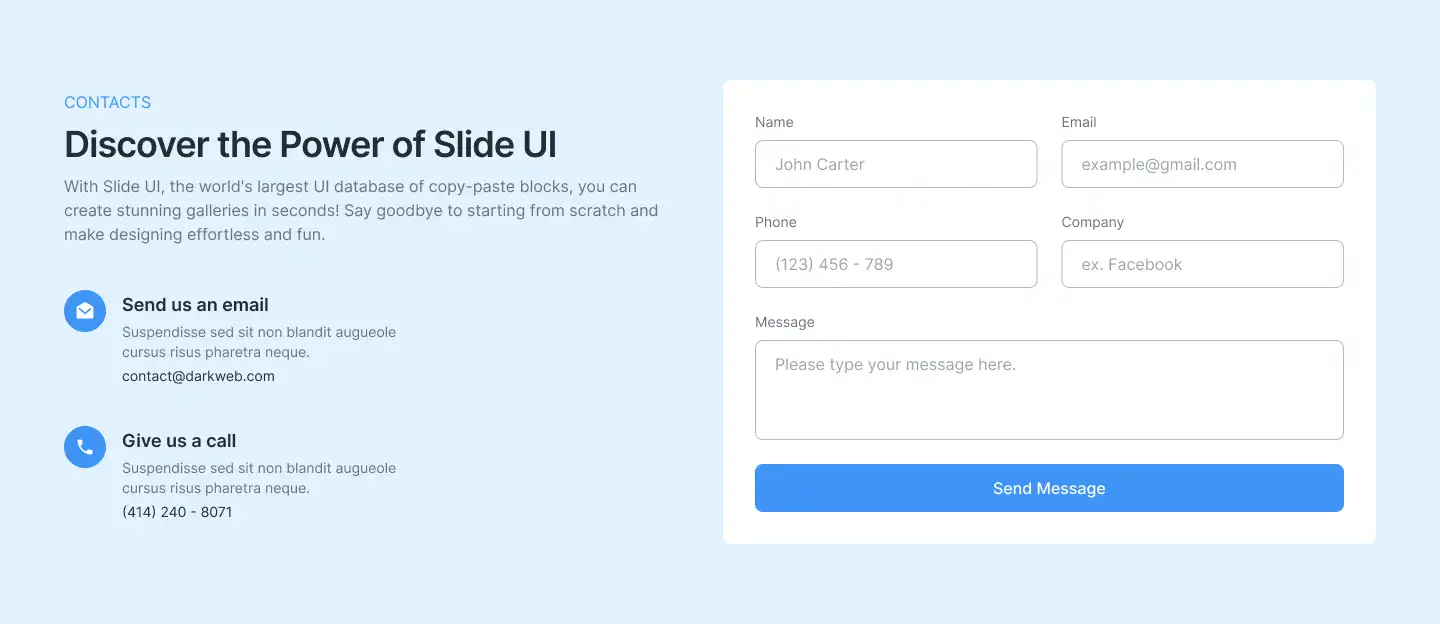 CONTACTS
Discover the Power of Slide UI
With Slide UI, the world's largest UI database of copy-paste blocks, you can
create stunning galleries in seconds! Say goodbye to starting from scratch and
make designing effortless and fun.
Send us an email
Suspendisse sed sit non blandit augueole
cursus risus pharetra neque.
contact@darkweb.com
Give us a call
Suspendisse sed sit non blandit augueole
cursus risus pharetra neque.
(414) 240 - 8071
Name
John Carter
Email
example@gmail.com
Phone
(123) 456 - 789
Company
ex. Facebook
Message
Please type your message here.
Send Message